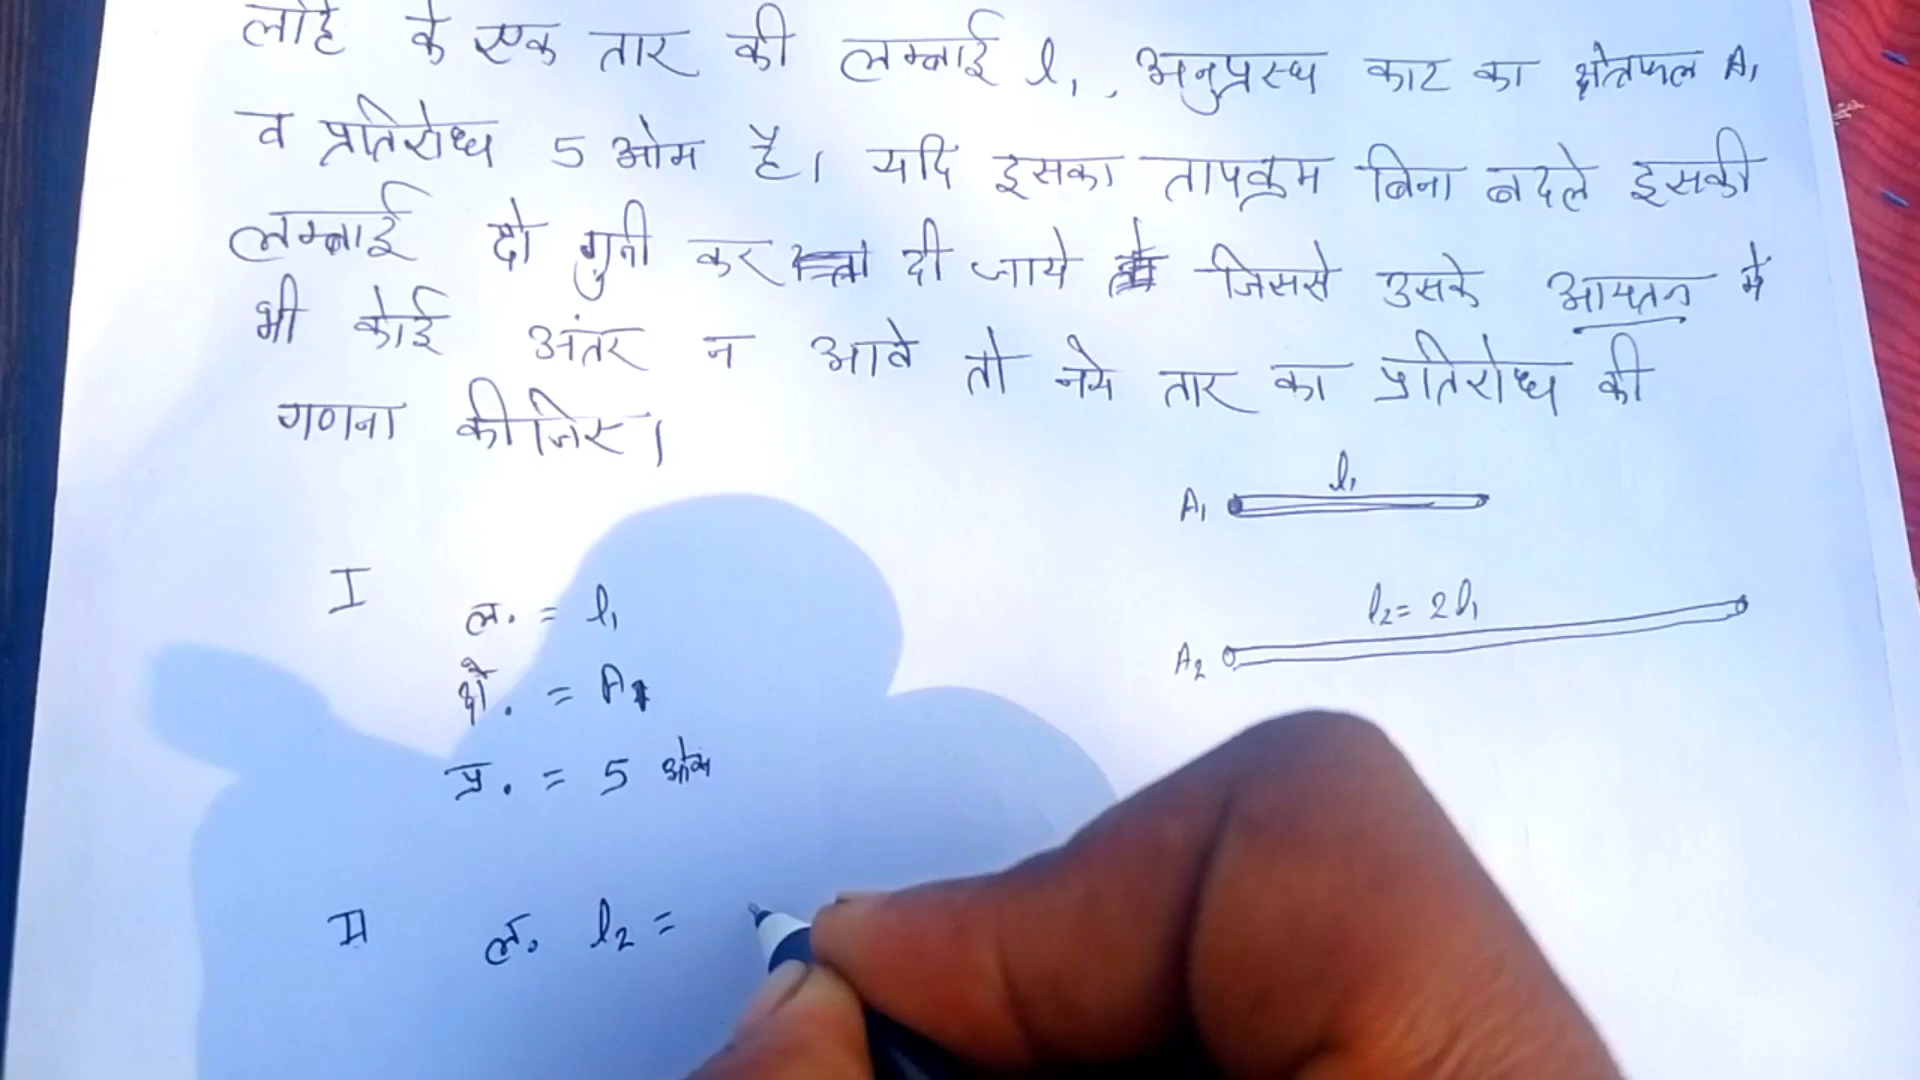 लोहे के एक तार की लम्बाई l₁, अनुप्रस्थ काट का क्षेत्रफल A₁
व प्रतिरोध 5 ओम है। यदि इसका तापक्रम बिना बदले इसकी
लम्बाई दो गुनी कर दी जाये जिससे उसके आयतन में
भी कोई अंतर न आवे तो नये तार का प्रतिरोध की
गणना कीजिए।
l₁
A₁
l₂ = 2l₁
A₂
I ल. = l₁
क्षे. = A₁
प्र. = 5 ओम
II ल. l₂ =